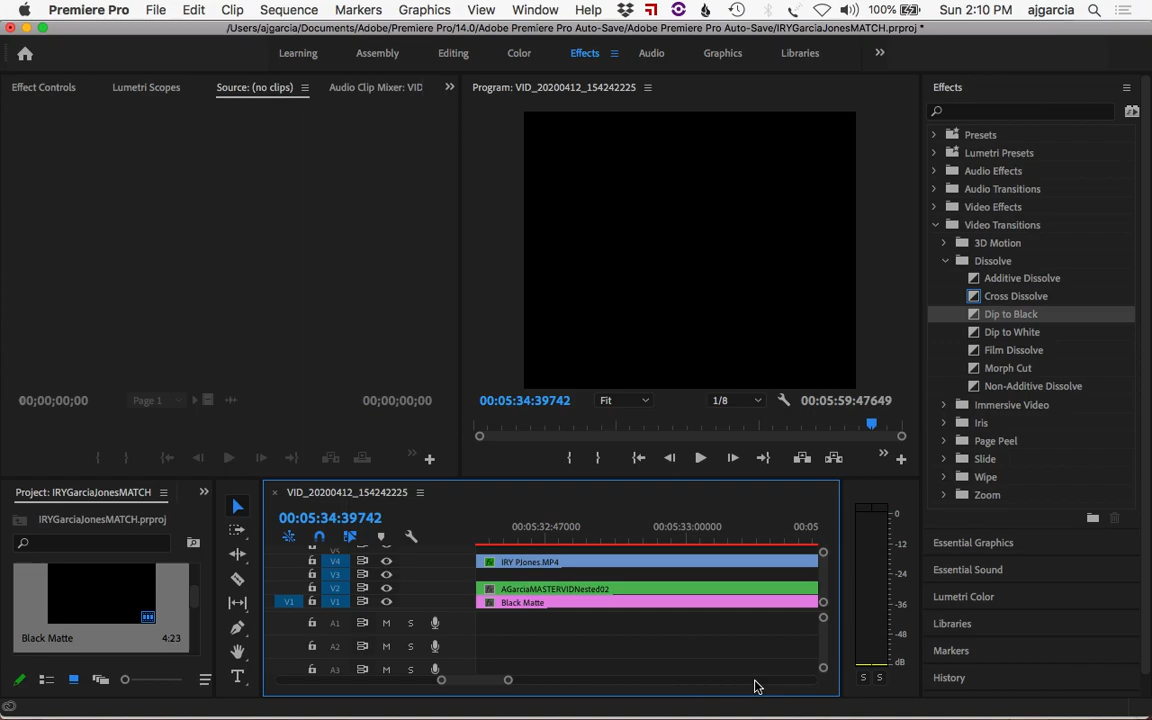 Premiere Pro File Edit Clip Sequence Markers Graphics View Window Help 100% Sun 2:10 PM ajgarcia
/Users/ajgarcia/Documents/Adobe/Premiere Pro/14.0/Adobe Premiere Pro Auto-Save/Adobe Premiere Pro Auto-Save/IRYGarciaJonesMATCH.prproj *
Learning Assembly Editing Color Effects Audio Graphics Libraries
Effect Controls Lumetri Scopes Source: (no clips) Audio Clip Mixer: VID
Program: VID_20200412_154242225
Effects
Presets
Lumetri Presets
Audio Effects
Audio Transitions
Video Effects
Video Transitions
3D Motion
Dissolve
Additive Dissolve
Cross Dissolve
Dip to Black
Dip to White
Film Dissolve
Morph Cut
Non-Additive Dissolve
Immersive Video
Iris
Page Peel
Slide
Wipe
Zoom
00;00;00;00 Page 1 00;00;00;00
00:05:34:39742 Fit 1/8 00:05:59:47649
Project: IRYGarciaJonesMATCH
IRYGarciaJonesMATCH.prproj
Black Matte 4:23
VID_20200412_154242225
00:05:34:39742
00:05:32:47000 00:05:33:00000 00:05
V5
V4 IRY PJones.MP4
V3
V2 AGarciaMASTERVIDNested02
V1 V1 Black Matte
A1 M S
A2 M S
A3 M S
0
-12
-24
-36
-48
dB
S S
Essential Graphics
Essential Sound
Lumetri Color
Libraries
Markers
History